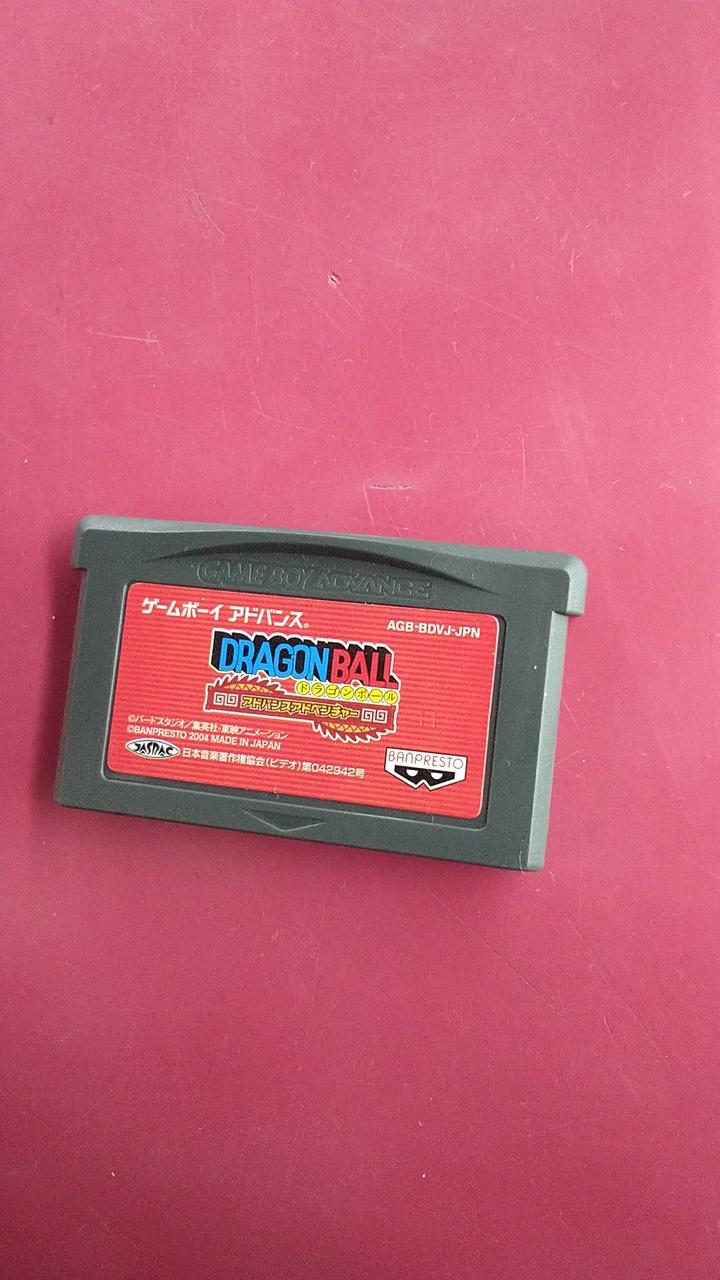 GAME BOY ADVANCE
ゲームボーイ アドバンス®
AGB-BDVJ-JPN
DRAGON BALL
ドラゴンボール
アドバンスアドベンチャー
©バードスタジオ/集英社・東映アニメーション
©BANPRESTO 2004 MADE IN JAPAN
JASRAC 日本音楽著作権協会(ビデオ)第042942号
BANPRESTO